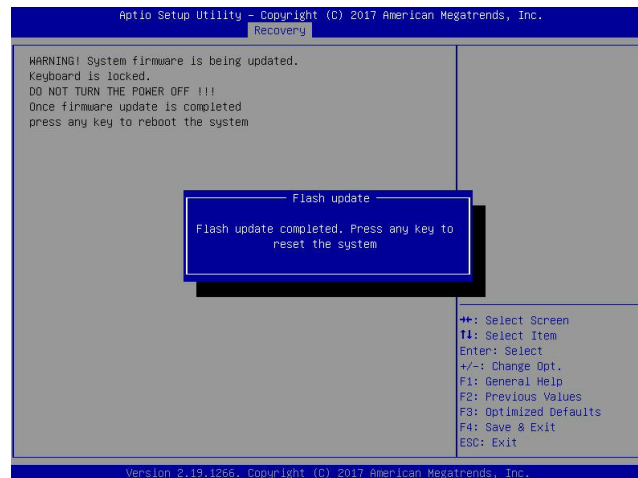 Aptio Setup Utility – Copyright (C) 2017 American Megatrends, Inc.
Recovery
WARNING! System firmware is being updated.
Keyboard is locked.
DO NOT TURN THE POWER OFF !!!
Once firmware update is completed
press any key to reboot the system
Flash update
Flash update completed. Press any key to
reset the system
→←: Select Screen
↑↓: Select Item
Enter: Select
+/-: Change Opt.
F1: General Help
F2: Previous Values
F3: Optimized Defaults
F4: Save & Exit
ESC: Exit
Version 2.19.1266. Copyright (C) 2017 American Megatrends, Inc.